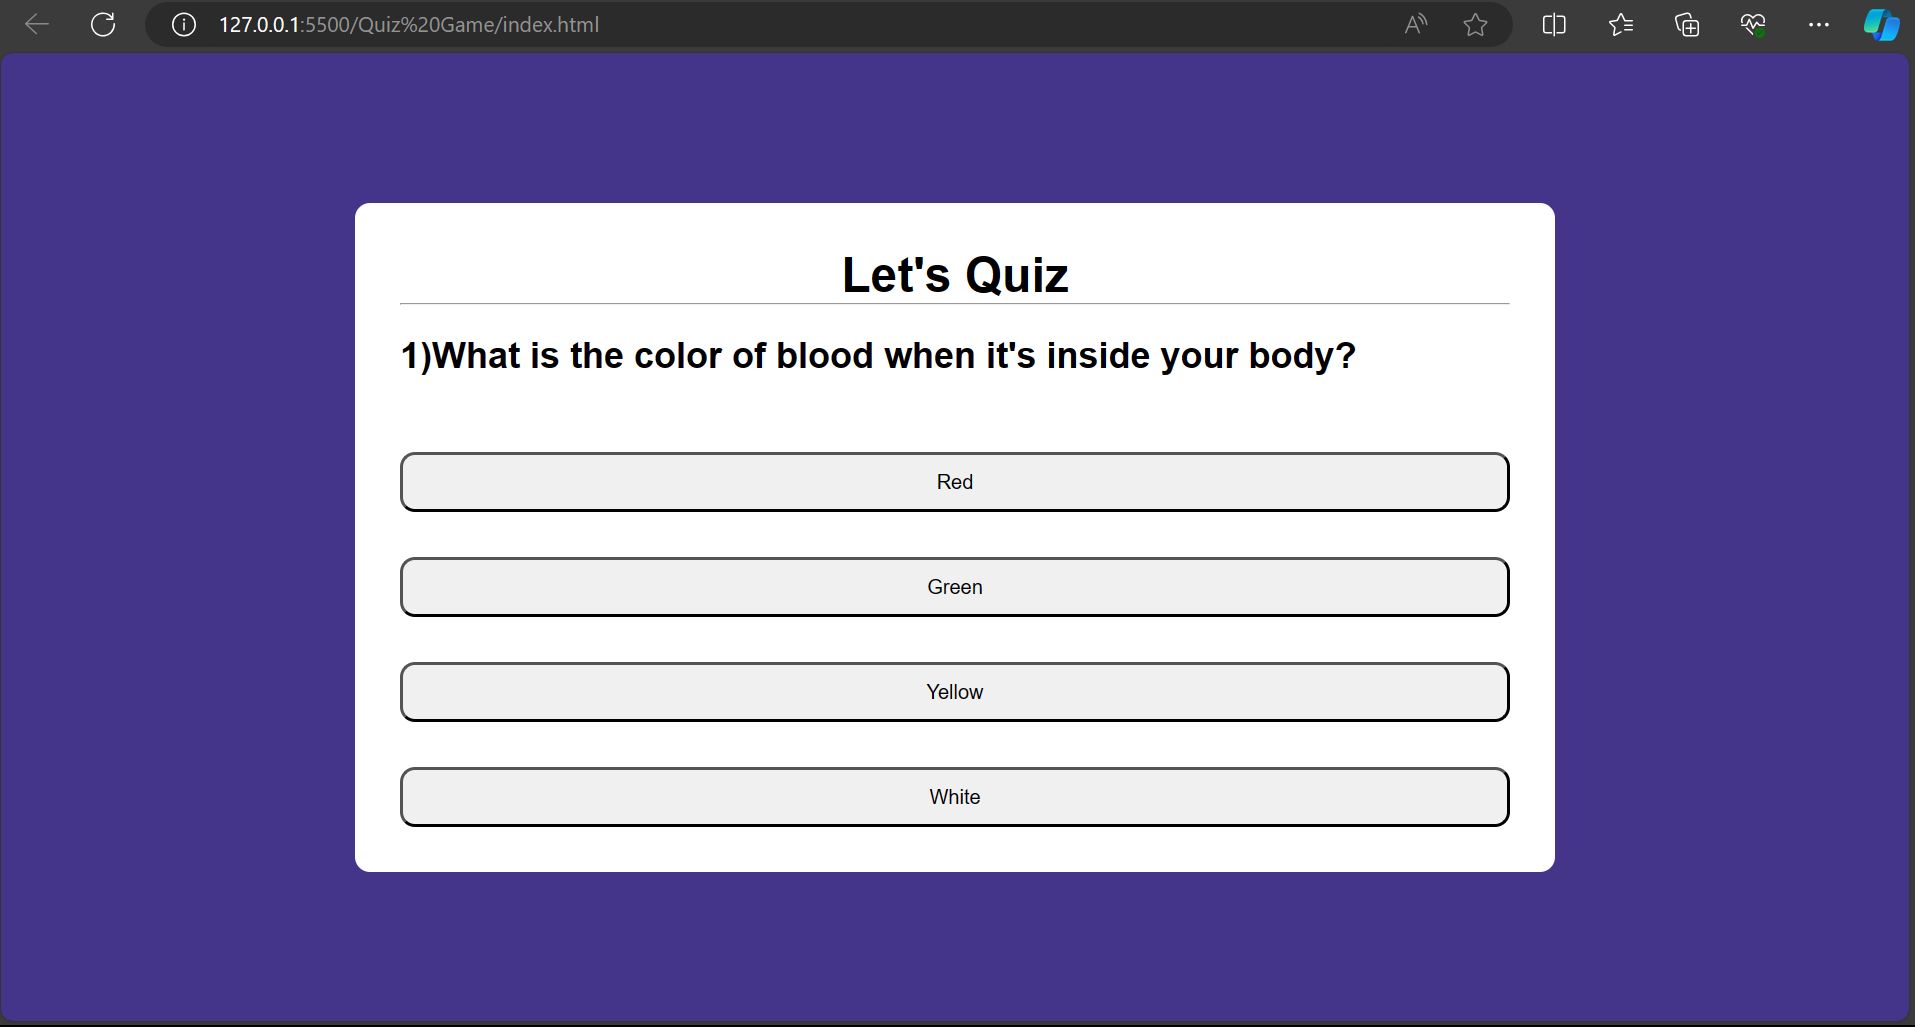 127.0.0.1:5500/Quiz%20Game/index.html
Let's Quiz
1)What is the color of blood when it's inside your body?
Red
Green
Yellow
White